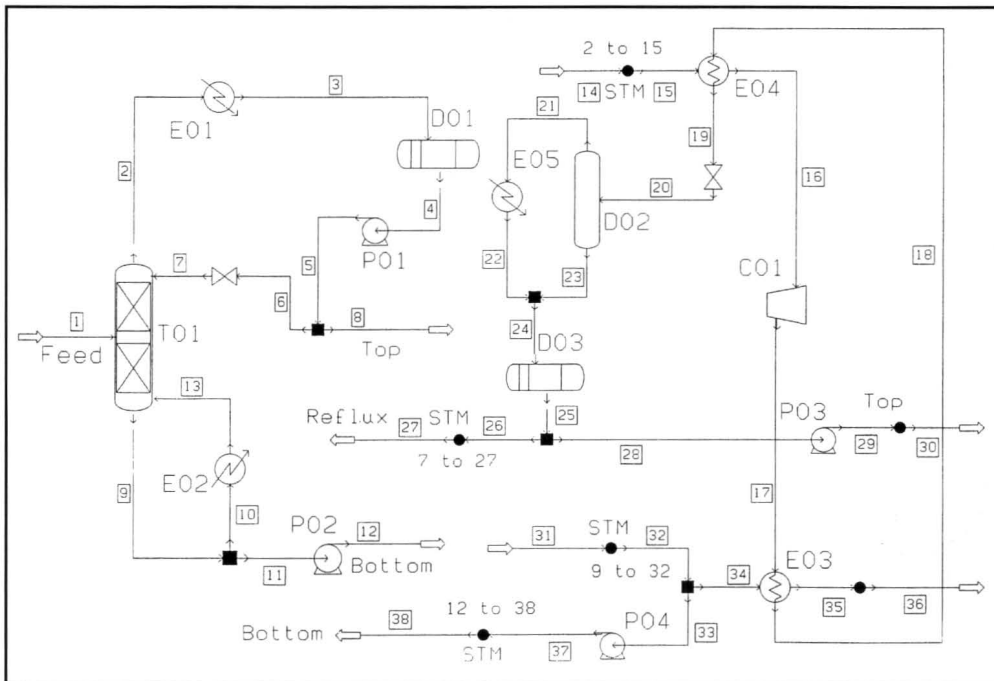 2 to 15
14 STM 15
E04
3
E01
D01
21
E05
19
2
4
20
16
D02
P01
5
22
23
18
7
6
C01
1
8
T01
Feed
Top
24
D03
13
Reflux STM
25
P03 Top
27
26
28
29
30
7 to 27
9
E02
10
P02
12
17
31
STM
32
E03
11
Bottom
9 to 32
34
35
36
12 to 38
Bottom
38
P04
33
STM
37